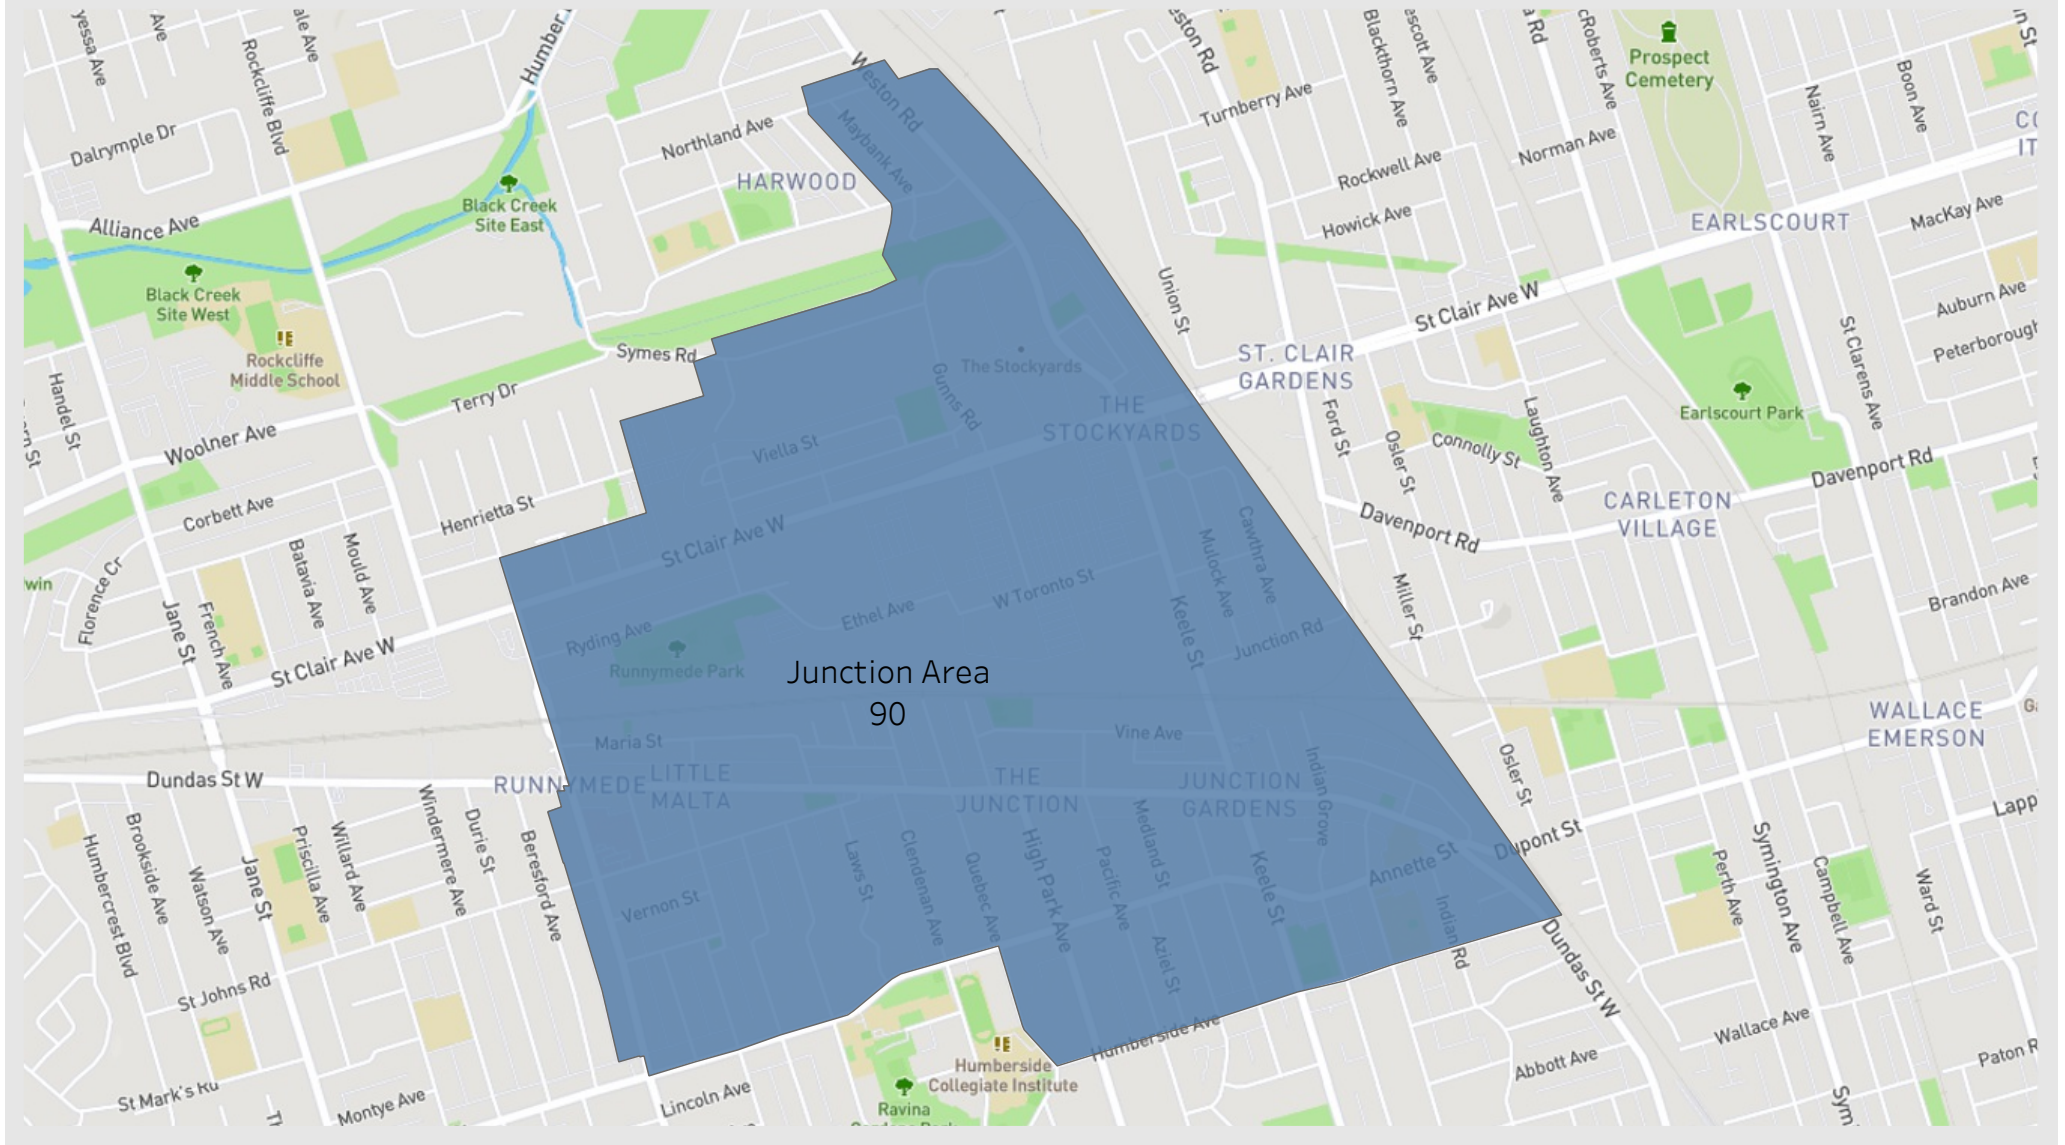 Humber
Weston Rd
Prospect
Cemetery
Rockcliffe Blvd
Dalrymple Dr
Northland Ave
Maybank Ave
Turnberry Ave
Blackthorn Ave
Norman Ave
Nairn Ave
Boon Ave
HARWOOD
Rockwell Ave
Black Creek
Site East
Alliance Ave
Howick Ave
EARLSCOURT
MacKay Ave
Black Creek
Site West
Union St
St Clair Ave W
Auburn Ave
Rockcliffe
Middle School
Symes Rd
The Stockyards
ST. CLAIR
GARDENS
St Clarens Ave
Handel St
Terry Dr
Gunns Rd
THE
STOCKYARDS
Ford St
Osler St
Connolly St
Laughton Ave
Earlscourt Park
Woolner Ave
Viella St
Davenport Rd
Corbett Ave
Henrietta St
CARLETON
VILLAGE
Davenport Rd
St Clair Ave W
Mulock Ave
Cawthra Ave
Florence Cr
Batavia Ave
Mould Ave
Jane St
French Ave
W Toronto St
Miller St
Brandon Ave
Ryding Ave
Ethel Ave
Keele St
Junction Rd
St Clair Ave W
Runnymede Park
Junction Area
90
WALLACE
EMERSON
Maria St
Vine Ave
Dundas St W
RUNNYMEDE
LITTLE
MALTA
THE
JUNCTION
JUNCTION
GARDENS
Indian Grove
Osler St
Dupont St
Humbercrest Blvd
Brookside Ave
Watson Ave
Jane St
Priscilla Ave
Willard Ave
Windermere Ave
Durie St
Beresford Ave
Vernon St
Laws St
Clendenan Ave
Quebec Ave
High Park Ave
Pacific Ave
Medland St
Aziel St
Keele St
Annette St
Indian Rd
Dundas St W
Perth Ave
Symington Ave
Campbell Ave
Ward St
St Johns Rd
Humberside Ave
Wallace Ave
Humberside
Collegiate Institute
Abbott Ave
St Mark's Rd
Montye Ave
Lincoln Ave
Ravina